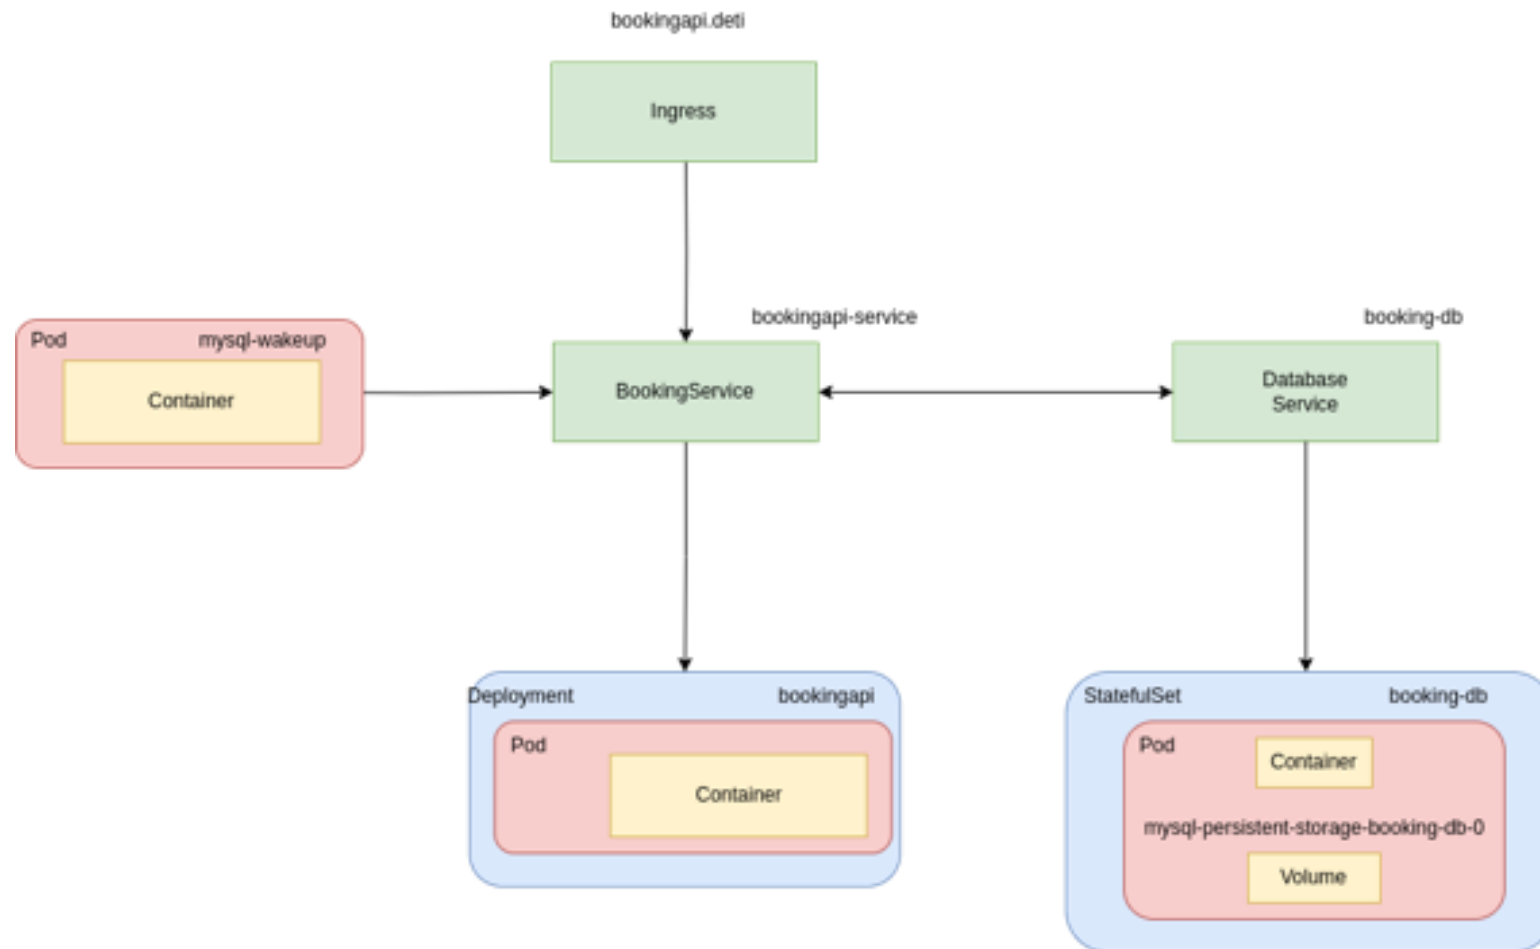 bookingapi.deti
Ingress
bookingapi-service
booking-db
Pod
mysql-wakeup
Container
BookingService
Database
Service
Deployment
bookingapi
Pod
Container
StatefulSet
booking-db
Pod
Container
mysql-persistent-storage-booking-db-0
Volume